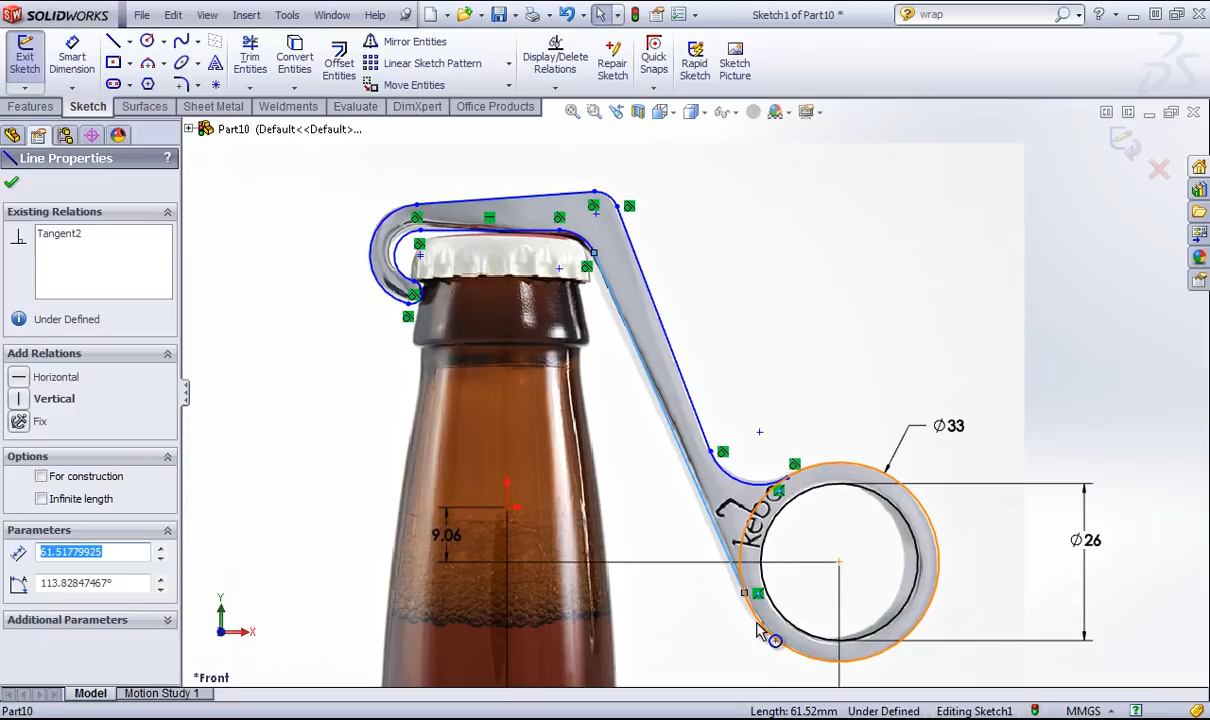 SOLIDWORKS File Edit View Insert Tools Window Help Sketch1 of Part10 * wrap
Exit Sketch Smart Dimension Trim Entities Convert Entities Offset Entities Mirror Entities Linear Sketch Pattern Move Entities Display/Delete Relations Repair Sketch Quick Snaps Rapid Sketch Sketch Picture
Features Sketch Surfaces Sheet Metal Weldments Evaluate DimXpert Office Products
Part10 (Default<<Default>...
Line Properties ?
Existing Relations
Tangent2
Under Defined
Add Relations
Horizontal
Vertical
Fix
Options
For construction
Infinite length
Parameters
61.51779925
113.82847467°
Additional Parameters
Ø33
Ø26
9.06
Y
X
*Front
Model Motion Study 1
Part10 Length: 61.52mm Under Defined Editing Sketch1 MMGS